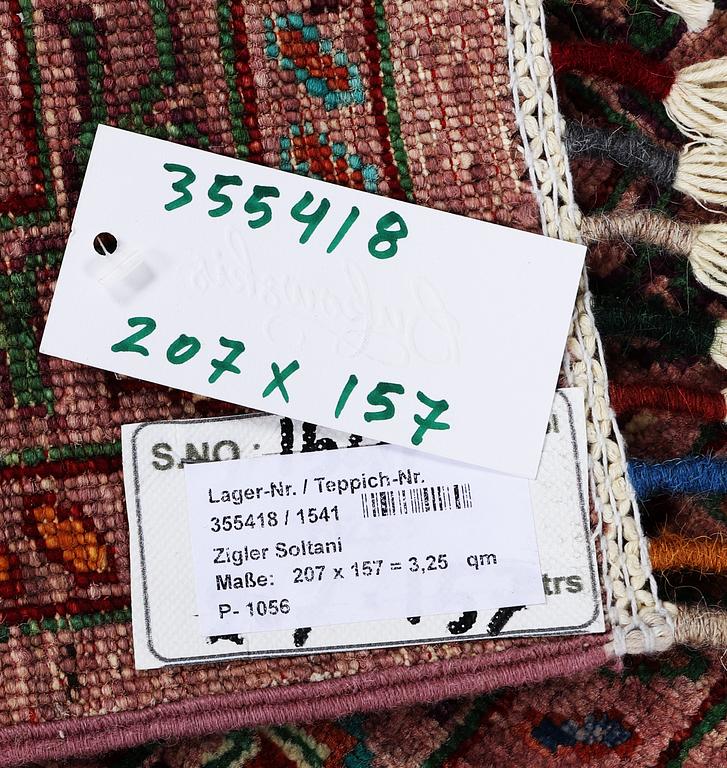 355418
Bukowskis
207 x 157
S.NO.:
Lager-Nr. / Teppich-Nr.
355418 / 1541
Zigler Soltani
Maße: 207 x 157 = 3,25 qm
trs
P- 1056